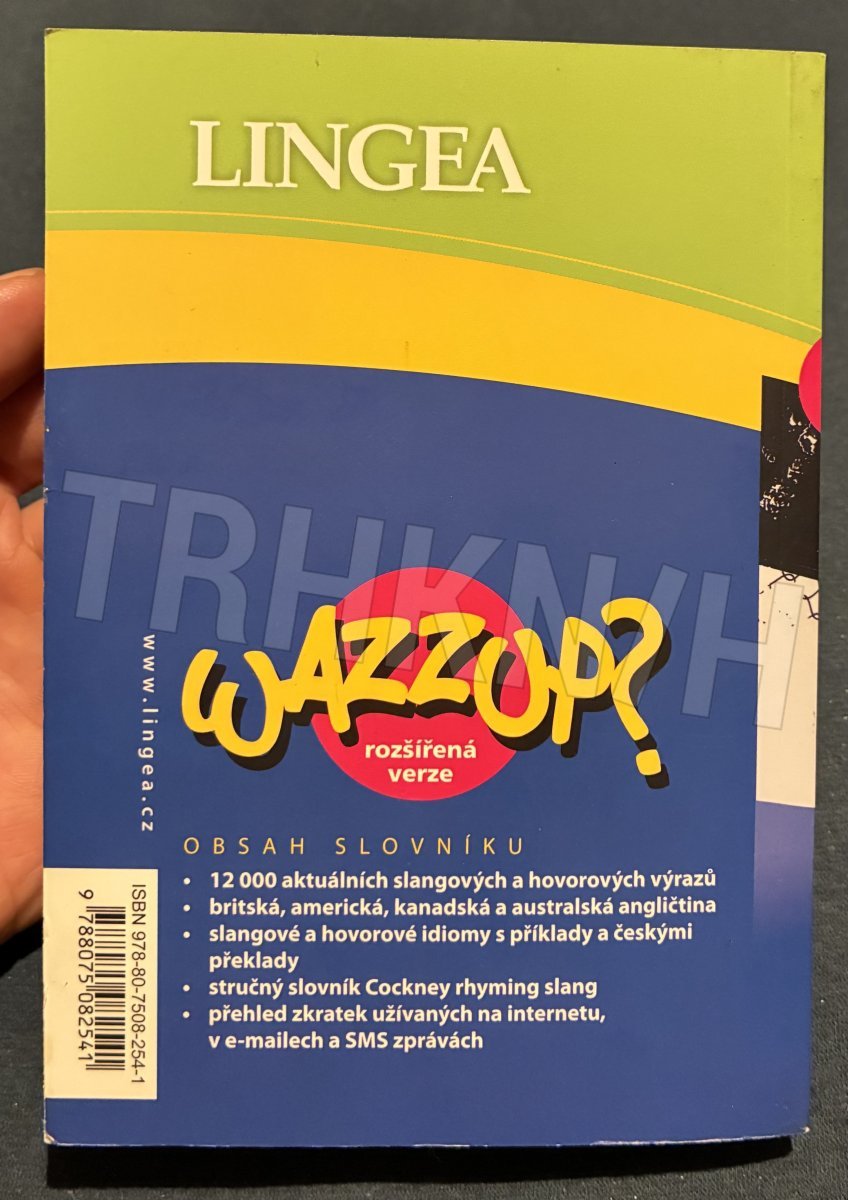 LINGEA
TRHKNIH
WAZZUP?
rozšířená
verze
www.lingea.cz
OBSAH SLOVNÍKU
• 12 000 aktuálních slangových a hovorových výrazů
• britská, americká, kanadská a australská angličtina
• slangové a hovorové idiomy s příklady a českými
překlady
• stručný slovník Cockney rhyming slang
• přehled zkratek užívaných na internetu,
v e-mailech a SMS zprávách
ISBN 978-80-7508-254-1
9 788075 082541